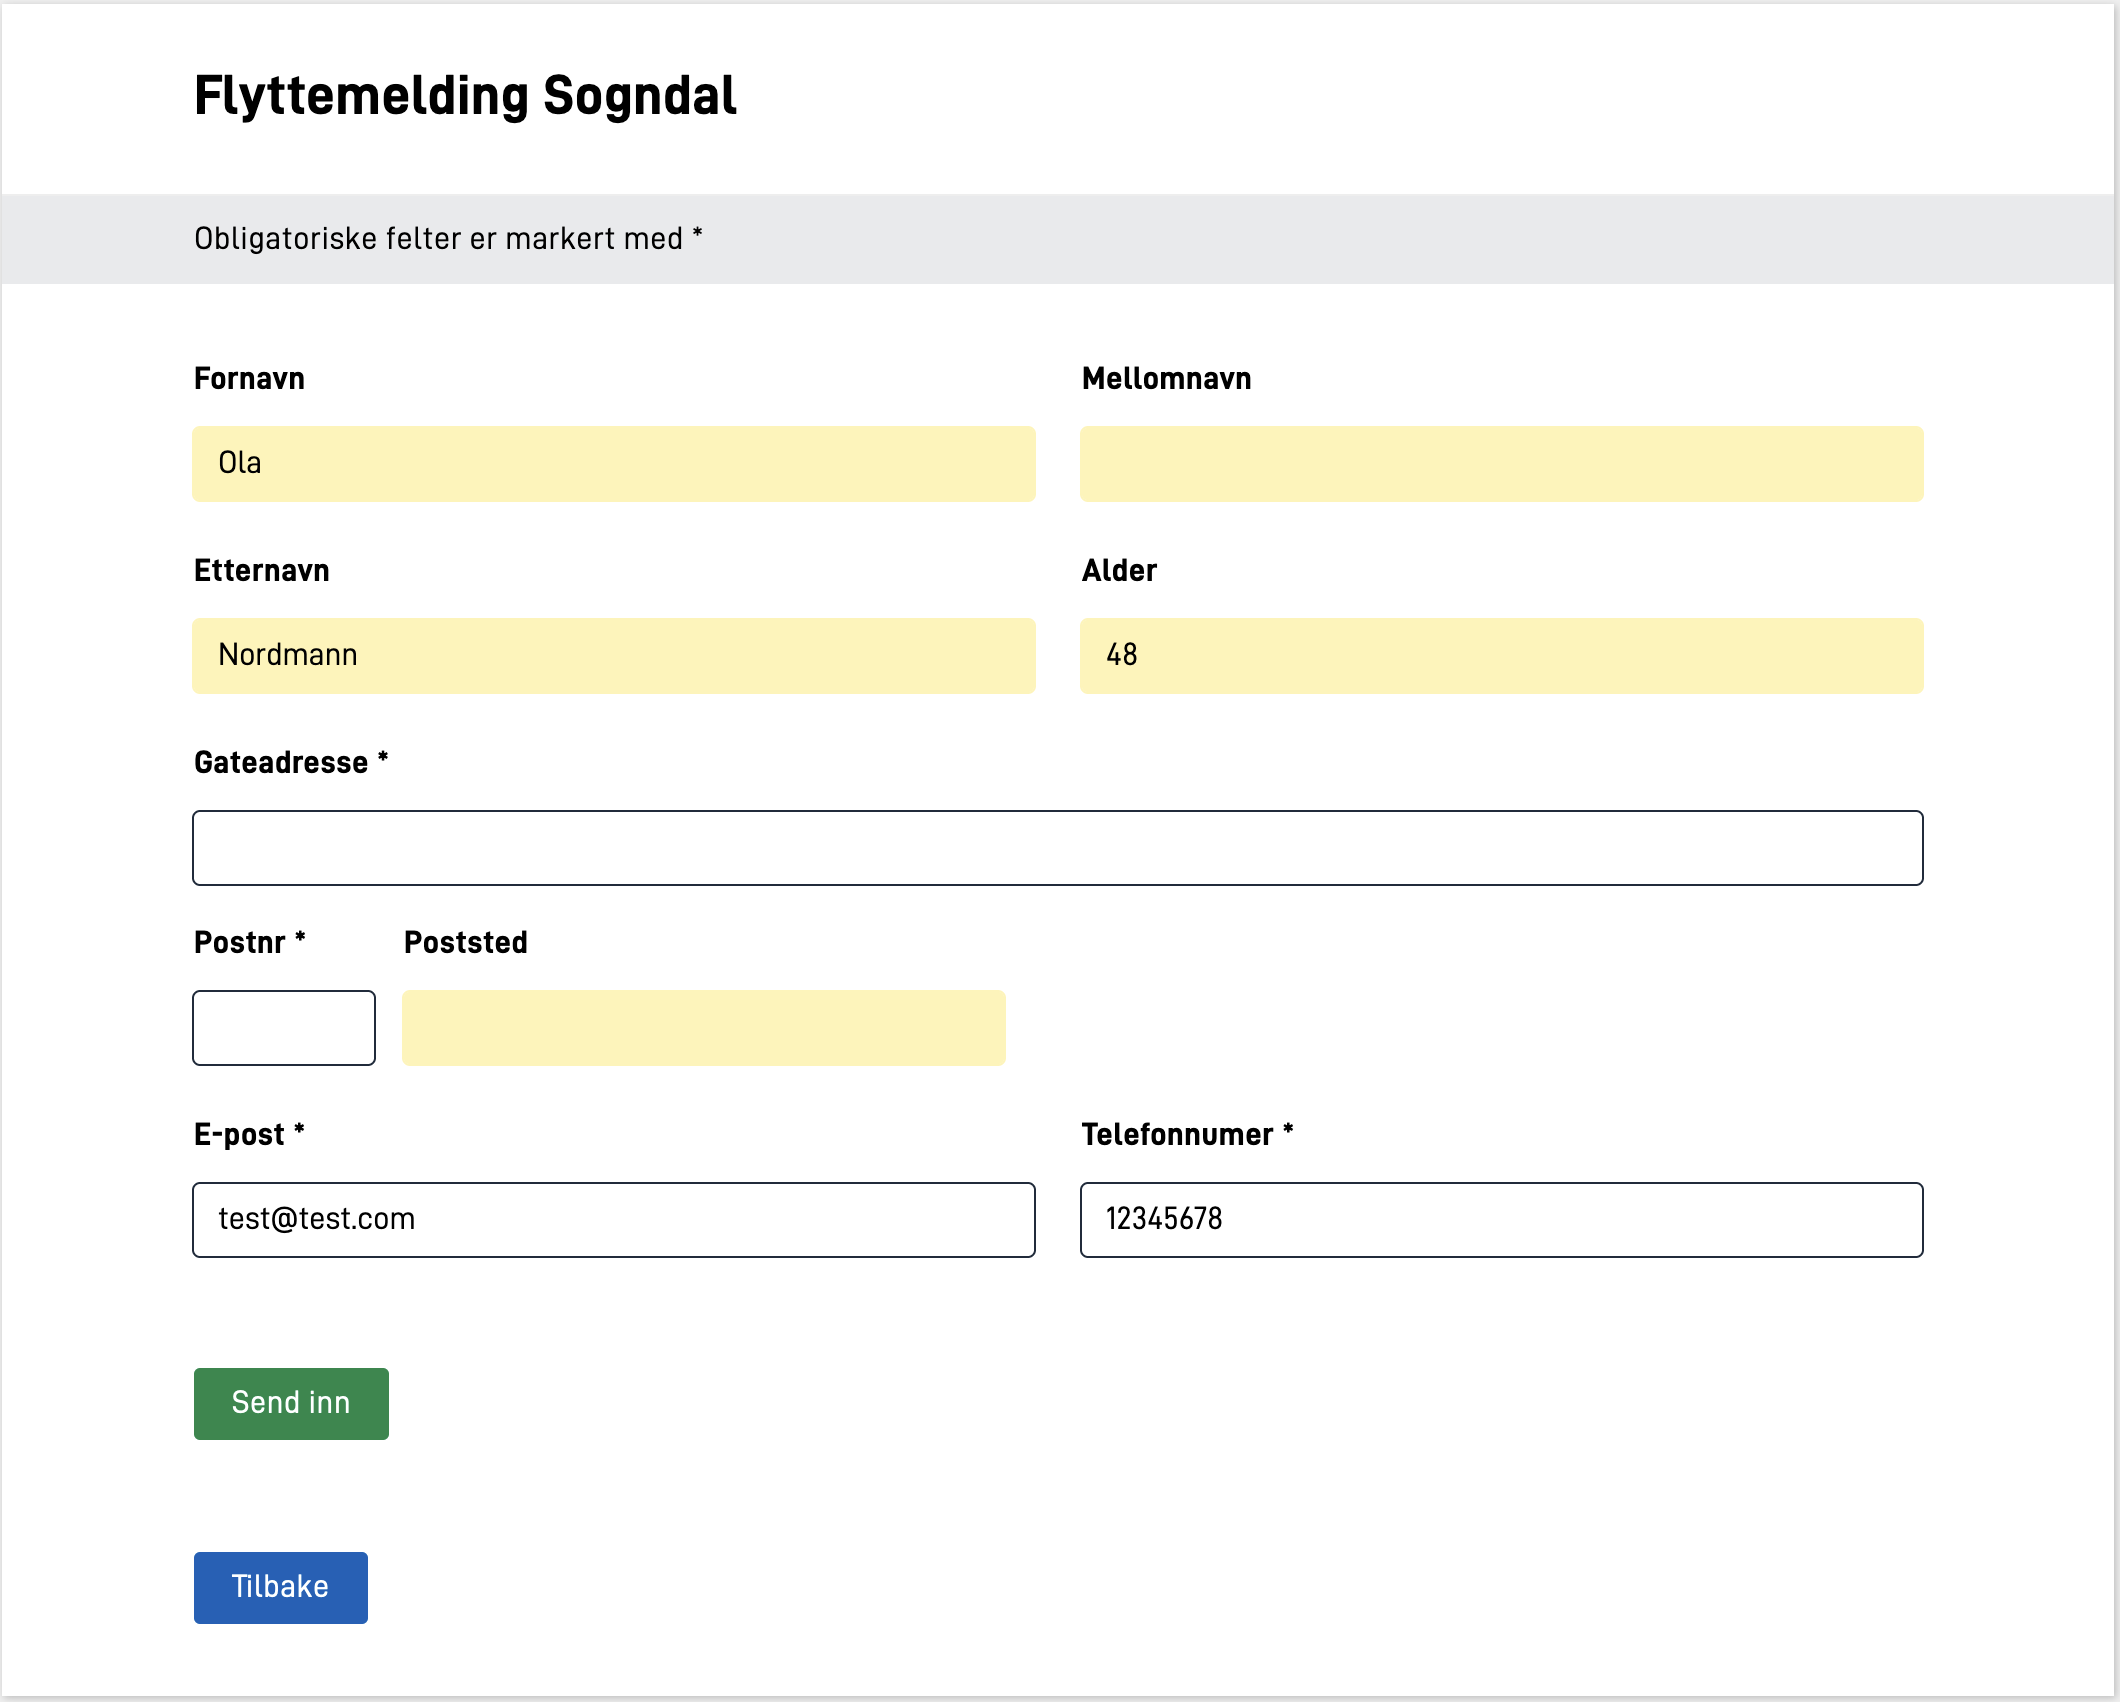 Flyttemelding Sogndal
Obligatoriske felter er markert med *
Fornavn
Mellomnavn
Ola
Etternavn
Alder
Nordmann
48
Gateadresse *
Postnr *
Poststed
E-post *
Telefonnumer *
test@test.com
12345678
Send inn
Tilbake